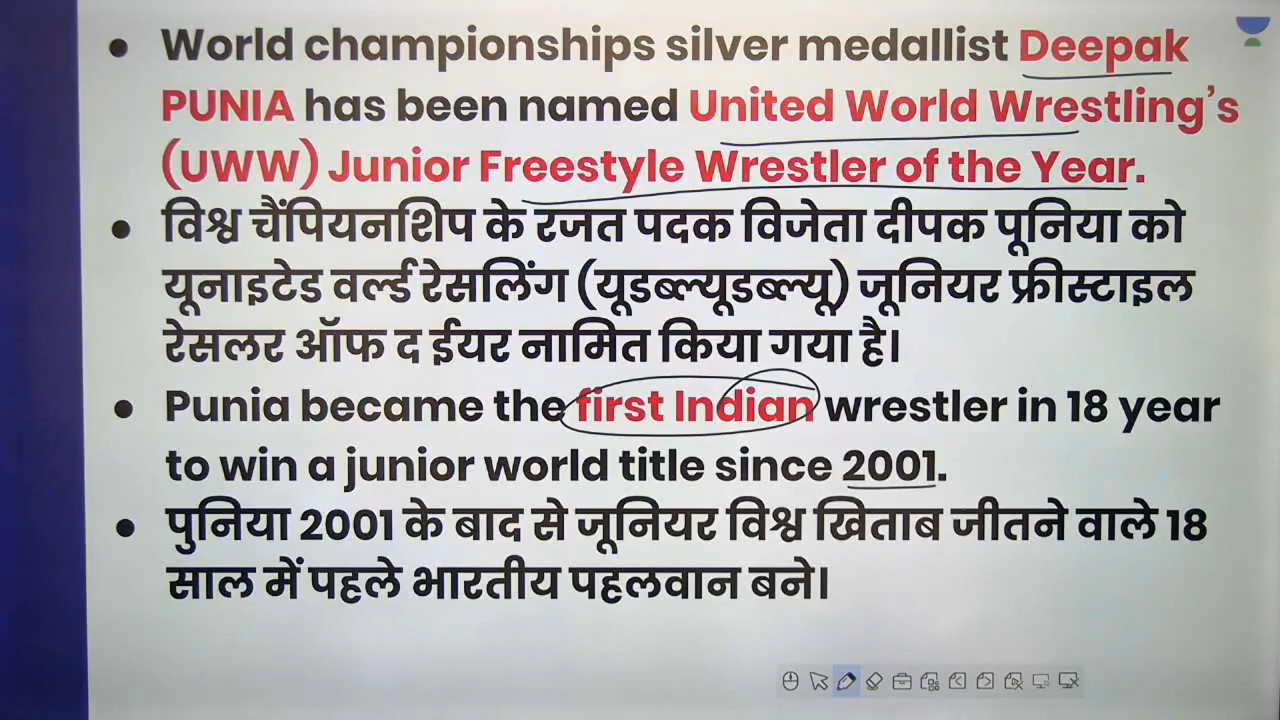 World championships silver medallist Deepak
PUNIA has been named United World Wrestling's
(UWW) Junior Freestyle Wrestler of the Year.
विश्व चैंपियनशिप के रजत पदक विजेता दीपक पूनिया को
यूनाइटेड वर्ल्ड रेसलिंग (यूडब्ल्यूडब्ल्यू) जूनियर फ्रीस्टाइल
रेसलर ऑफ द ईयर नामित किया गया है।
Punia became the first Indian wrestler in 18 year
to win a junior world title since 2001.
पुनिया 2001 के बाद से जूनियर विश्व खिताब जीतने वाले 18
साल में पहले भारतीय पहलवान बने।